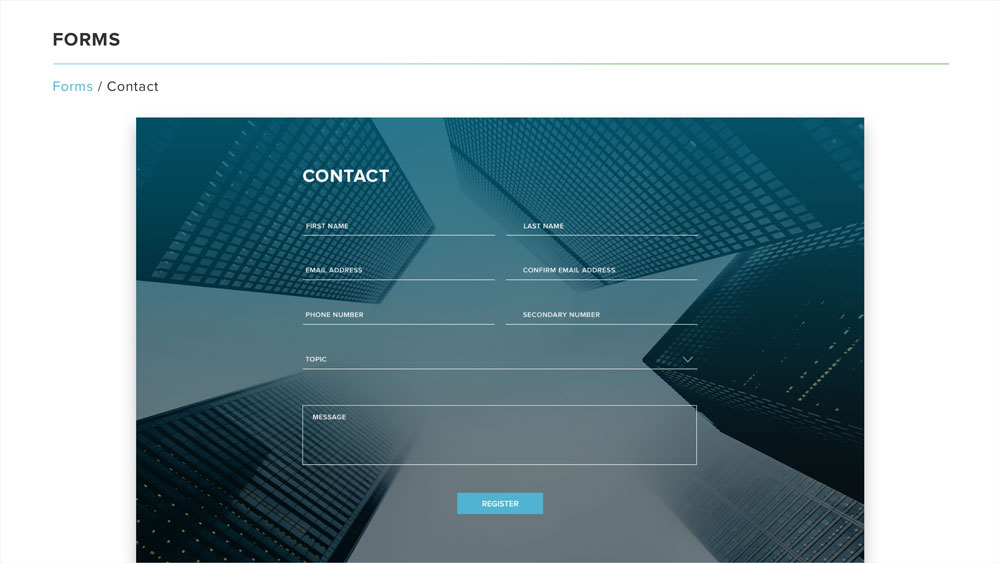 FORMS
Forms / Contact
CONTACT
FIRST NAME
LAST NAME
EMAIL ADDRESS
CONFIRM EMAIL ADDRESS
PHONE NUMBER
SECONDARY NUMBER
TOPIC
MESSAGE
REGISTER